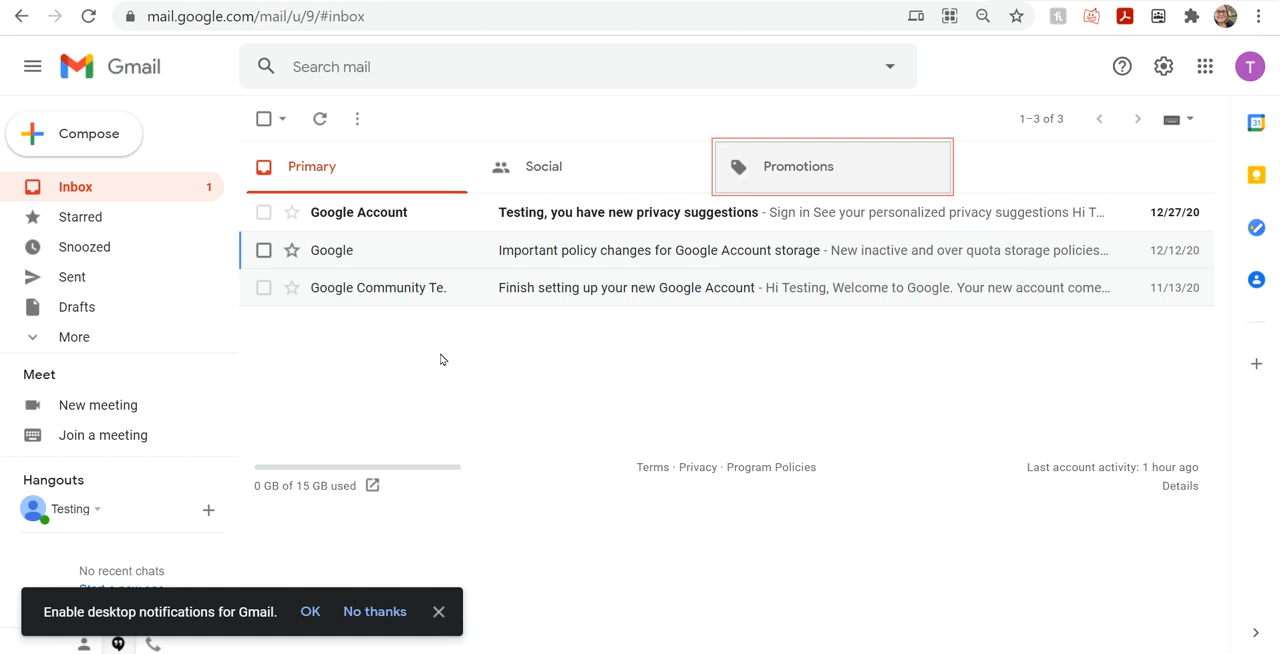 mail.google.com/mail/u/9/#inbox
Gmail
Search mail
T
Compose
1–3 of 3
31
Primary
Social
Promotions
Inbox 1
Starred
Snoozed
Sent
Drafts
More
Google Account Testing, you have new privacy suggestions - Sign in See your personalized privacy suggestions Hi T... 12/27/20
Google Important policy changes for Google Account storage - New inactive and over quota storage policies... 12/12/20
Google Community Te. Finish setting up your new Google Account - Hi Testing, Welcome to Google. Your new account come... 11/13/20
Meet
New meeting
Join a meeting
Hangouts
Testing
No recent chats
0 GB of 15 GB used
Terms · Privacy · Program Policies
Last account activity: 1 hour ago
Details
Enable desktop notifications for Gmail. OK No thanks